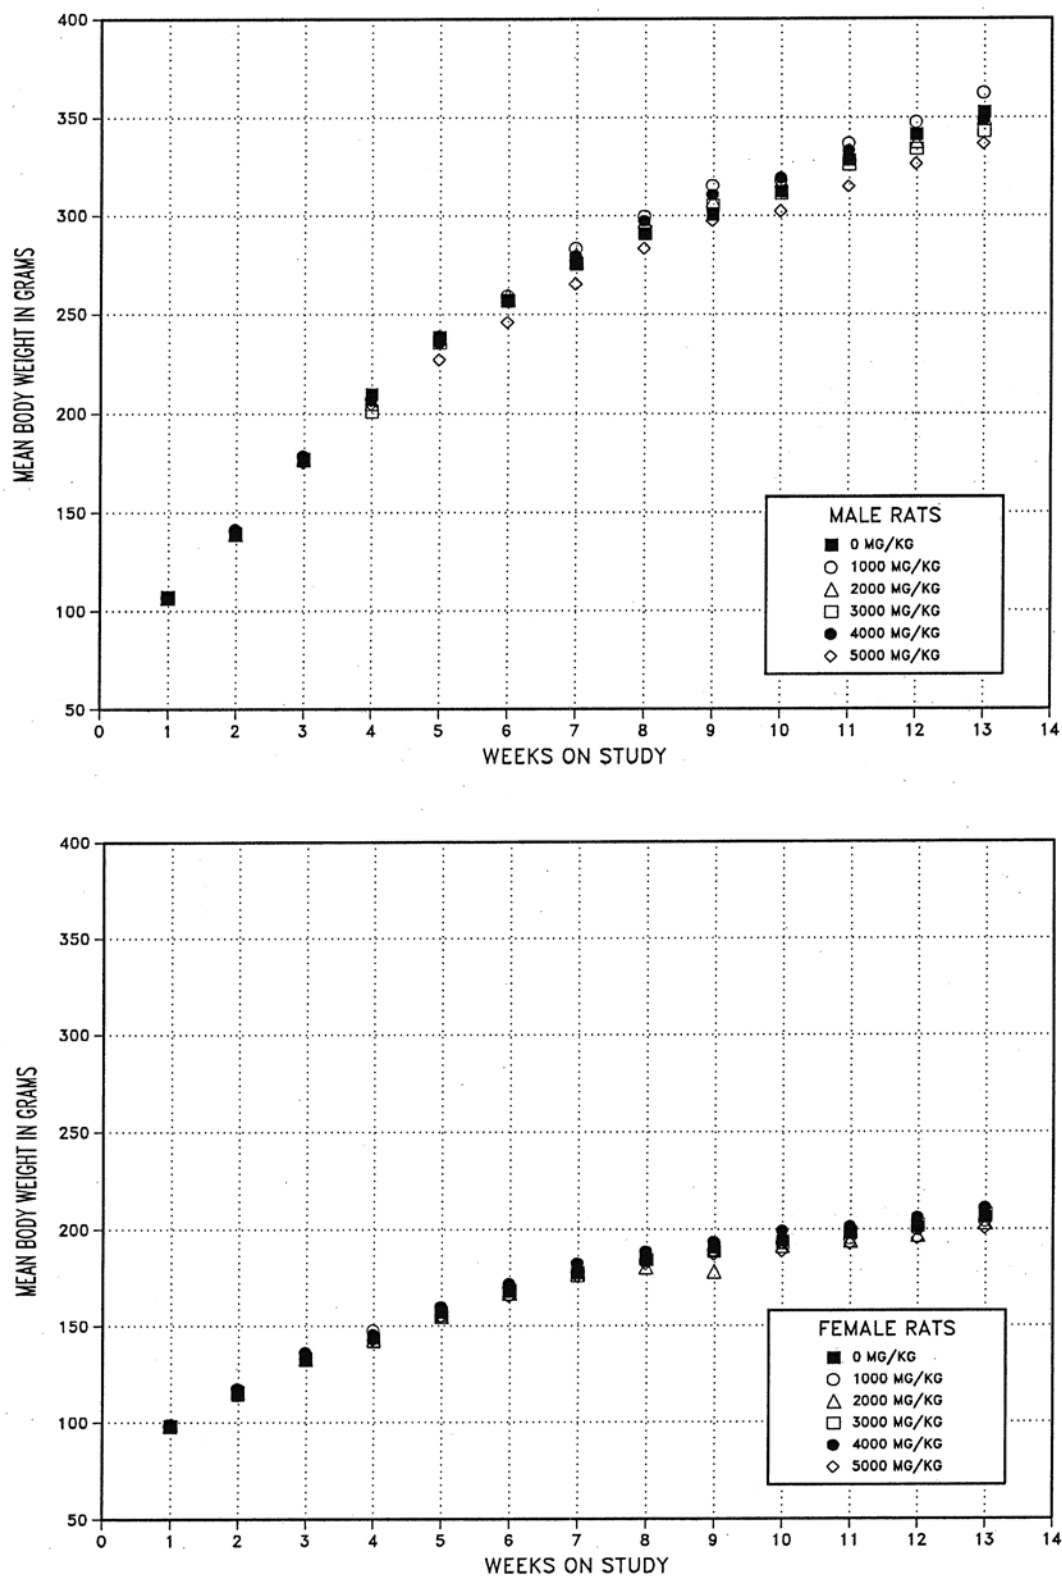 400
350
300
250
200
150
100
50
MEAN BODY WEIGHT IN GRAMS
MALE RATS
0 MG/KG
1000 MG/KG
2000 MG/KG
3000 MG/KG
4000 MG/KG
5000 MG/KG
0 1 2 3 4 5 6 7 8 9 10 11 12 13 14
WEEKS ON STUDY
400
350
300
250
200
150
100
50
MEAN BODY WEIGHT IN GRAMS
FEMALE RATS
0 MG/KG
1000 MG/KG
2000 MG/KG
3000 MG/KG
4000 MG/KG
5000 MG/KG
0 1 2 3 4 5 6 7 8 9 10 11 12 13 14
WEEKS ON STUDY